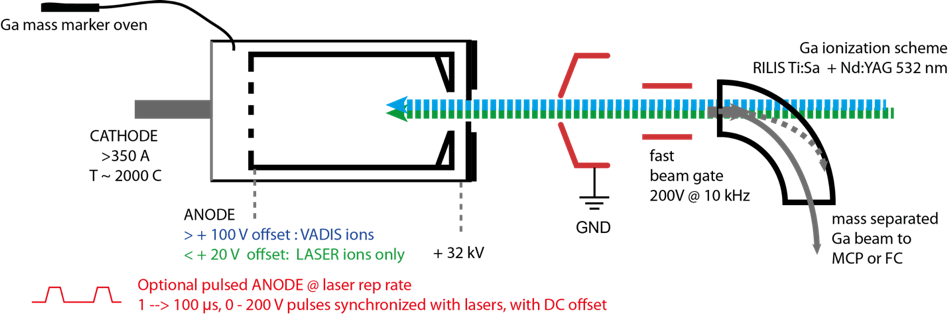 Ga mass marker oven
Ga ionization scheme
RILIS Ti:Sa + Nd:YAG 532 nm
CATHODE
>350 A
T ~ 2000 C
fast
beam gate
200V @ 10 kHz
GND
ANODE
> + 100 V offset : VADIS ions
< + 20 V offset: LASER ions only
+ 32 kV
mass separated
Ga beam to
MCP or FC
Optional pulsed ANODE @ laser rep rate
1 --> 100 µs, 0 - 200 V pulses synchronized with lasers, with DC offset